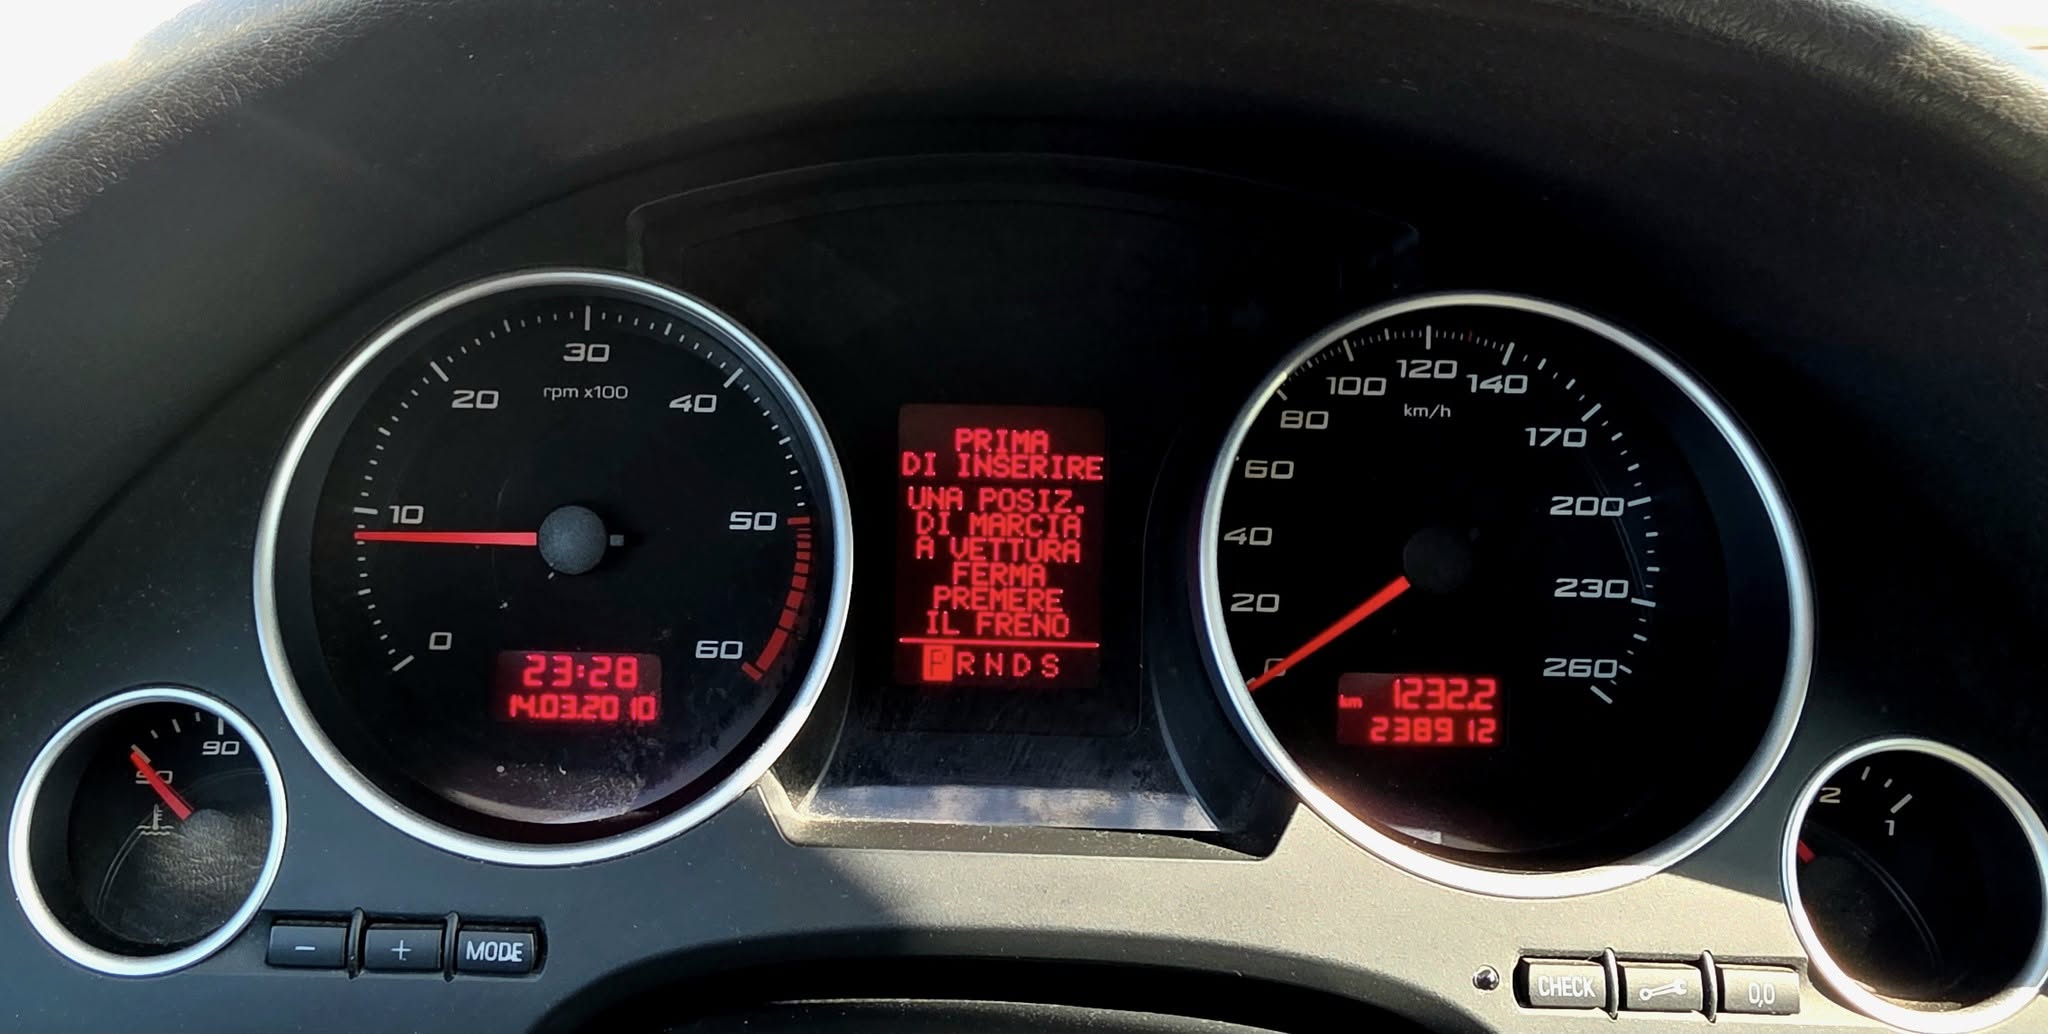 30
20
40
rpm x100
10
50
0
60
23:28
14.03.2010
90
50
- + MODE
PRIMA
DI INSERIRE
UNA POSIZ.
DI MARCIA
A VETTURA
FERMA
PREMERE
IL FRENO
P R N D S
120
100
140
km/h
80
170
60
200
40
230
20
260
0
km 1232.2
238912
2
1
CHECK 0,0